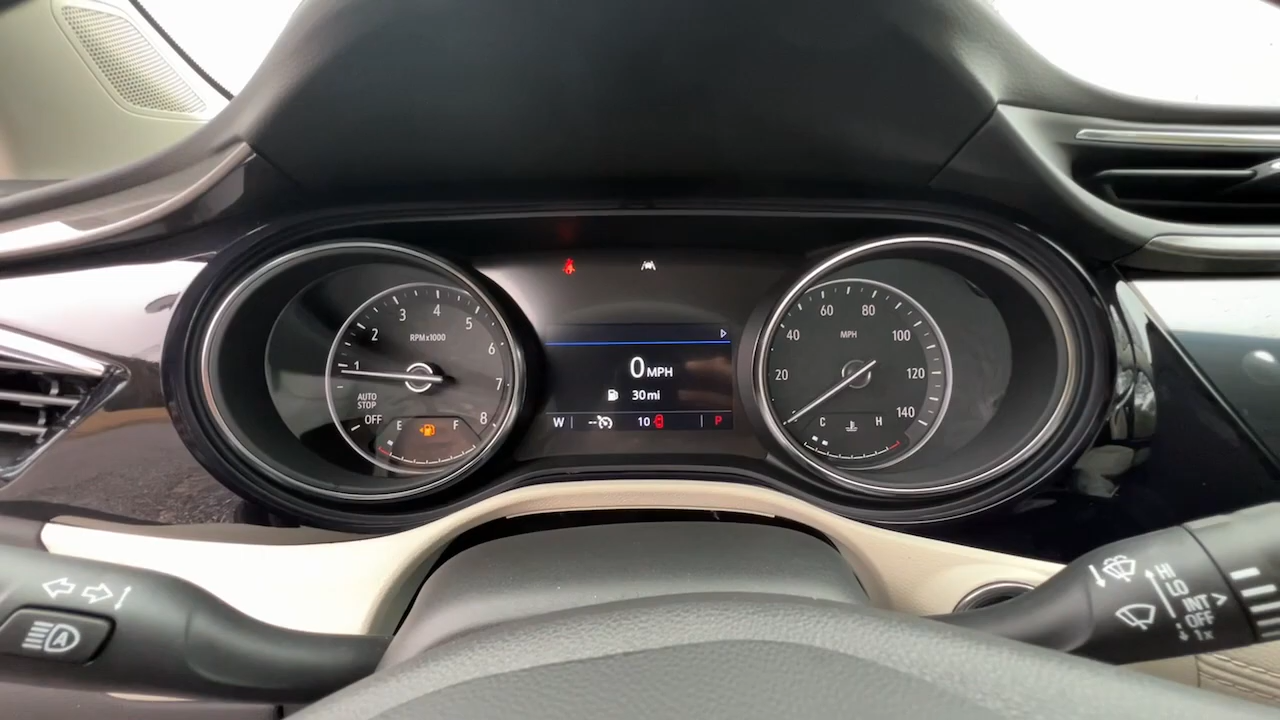 1
2
3
4
5
6
7
8
RPMx1000
AUTO
STOP
OFF
E F
0 MPH
30 mi
W 10 P
20
40
60
80
100
120
140
MPH
C H
A
HI
LO
INT
OFF
1x